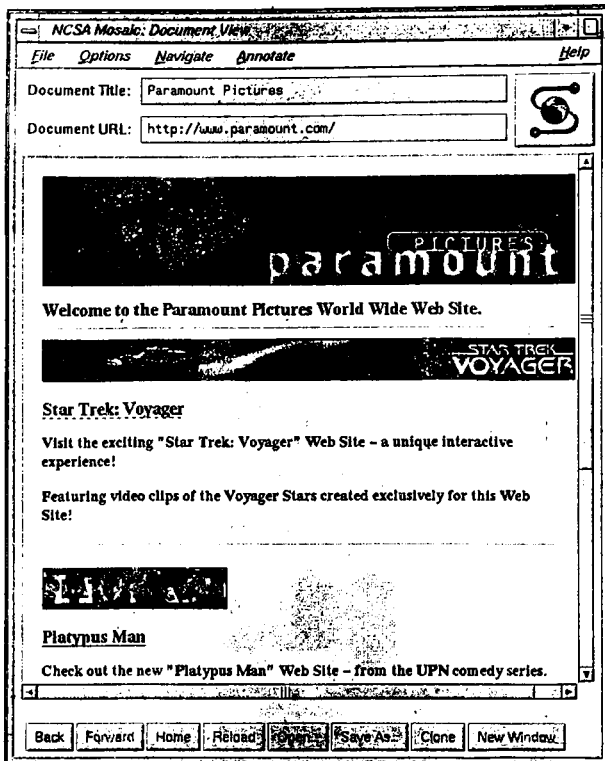 NCSA Mosaic: Document View
File Options Navigate Annotate Help
Document Title: Paramount Pictures
Document URL: http://www.paramount.com/
PICTURES
paramount
Welcome to the Paramount Pictures World Wide Web Site.
STAR TREK
VOYAGER
Star Trek: Voyager
Visit the exciting "Star Trek: Voyager" Web Site – a unique interactive
experience!
Featuring video clips of the Voyager Stars created exclusively for this Web
Site!
Platypus Man
Check out the new "Platypus Man" Web Site – from the UPN comedy series.
Back Forward Home Reload Open... Save As... Clone New Window